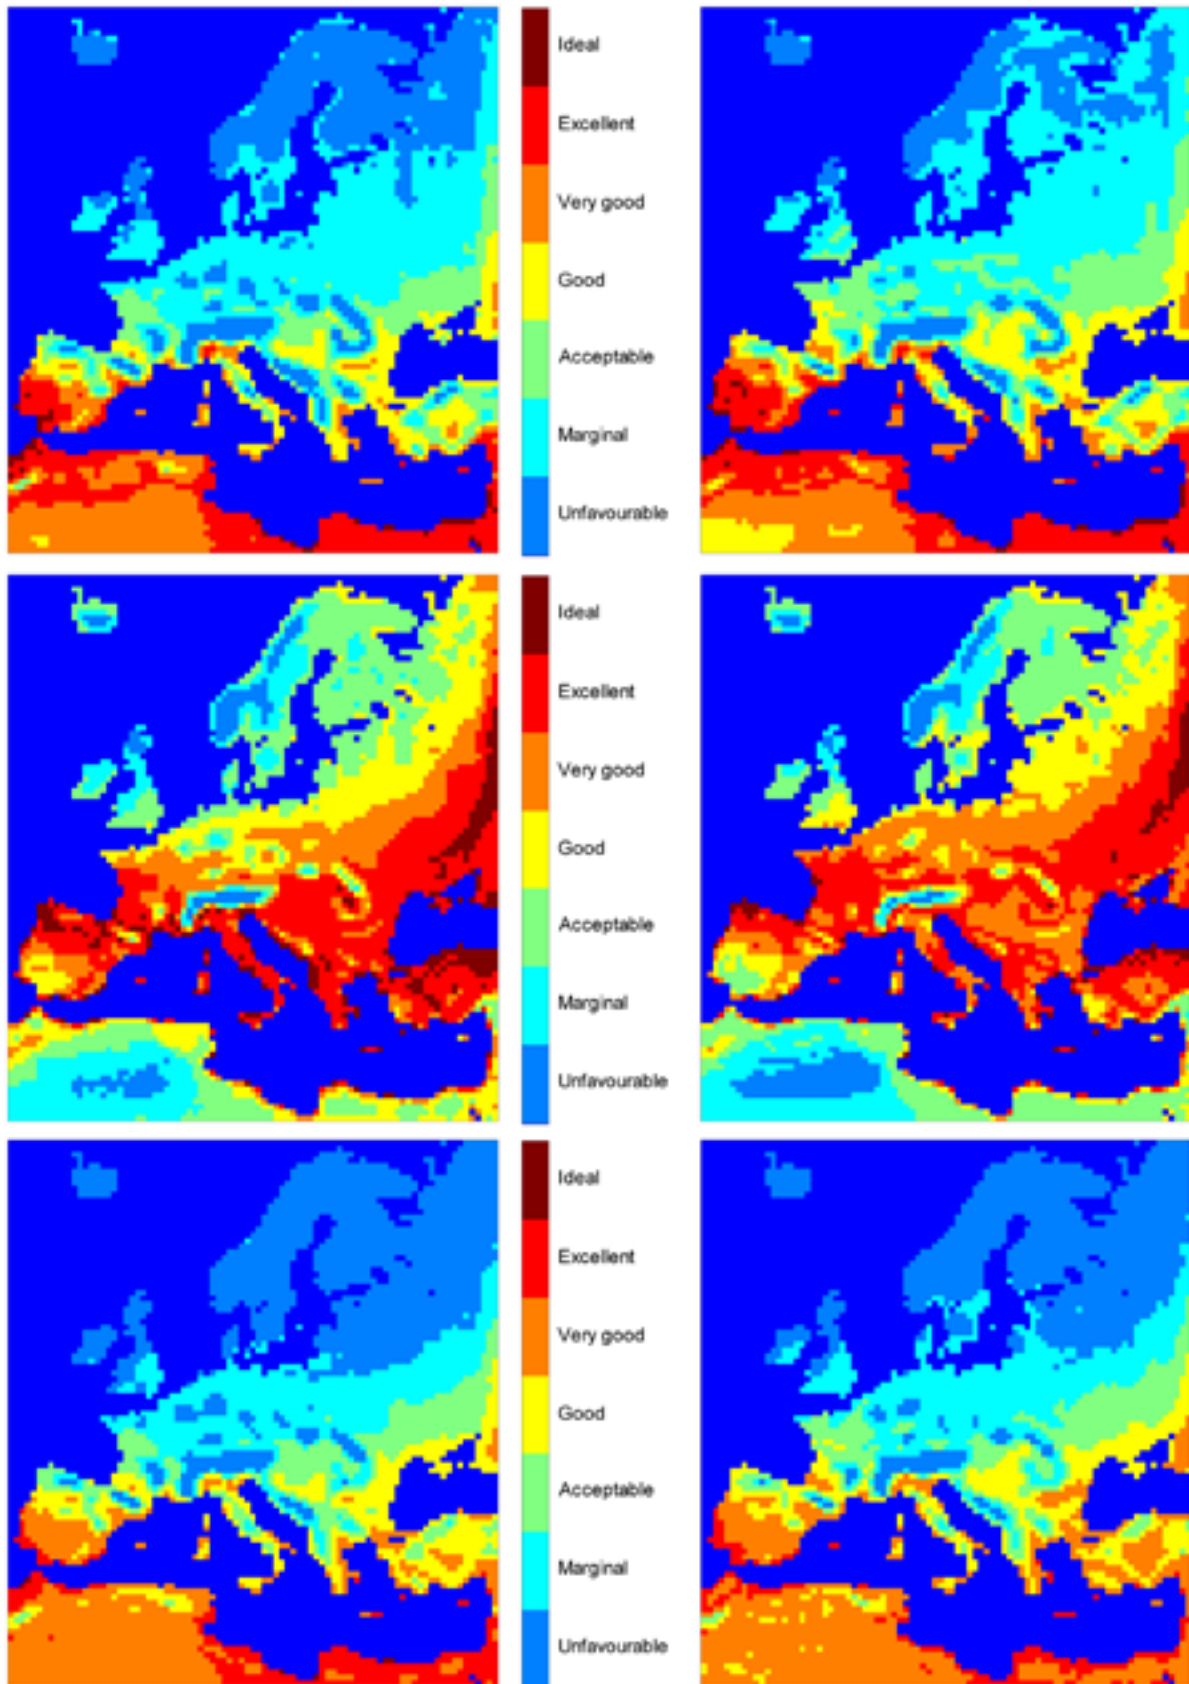 Ideal
Excellent
Very good
Good
Acceptable
Marginal
Unfavourable
Ideal
Excellent
Very good
Good
Acceptable
Marginal
Unfavourable
Ideal
Excellent
Very good
Good
Acceptable
Marginal
Unfavourable